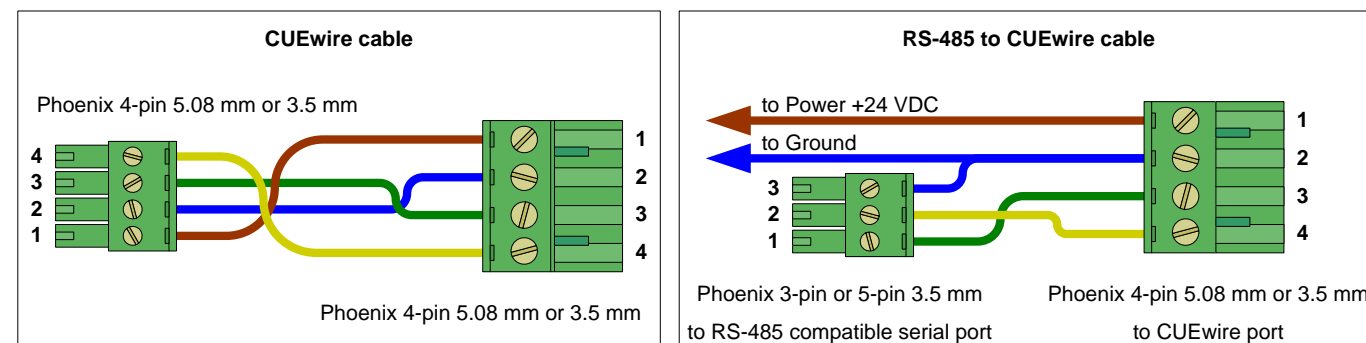 CUEwire cable
Phoenix 4-pin 5.08 mm or 3.5 mm
4
3
2
1
1
2
3
4
Phoenix 4-pin 5.08 mm or 3.5 mm
RS-485 to CUEwire cable
to Power +24 VDC
to Ground
3
2
1
1
2
3
4
Phoenix 3-pin or 5-pin 3.5 mm
to RS-485 compatible serial port
Phoenix 4-pin 5.08 mm or 3.5 mm
to CUEwire port